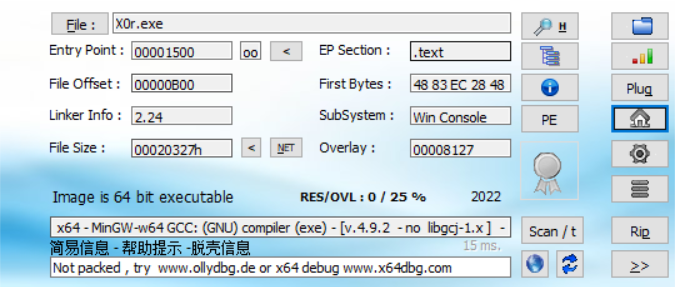 File : X0r.exe H
Entry Point : 00001500 oo < EP Section : .text
File Offset : 00000B00 First Bytes : 48 83 EC 28 48 Plug
Linker Info : 2.24 SubSystem : Win Console PE
File Size : 00020327h < NET Overlay : 00008127
Image is 64 bit executable RES/OVL : 0 / 25 % 2022
x64 - MinGW-w64 GCC: (GNU) compiler (exe) - [v.4.9.2 - no libgcj-1.x ] - Scan / t Rip
简易信息 - 帮助提示 -脱壳信息 15 ms.
Not packed , try www.ollydbg.de or x64 debug www.x64dbg.com >>